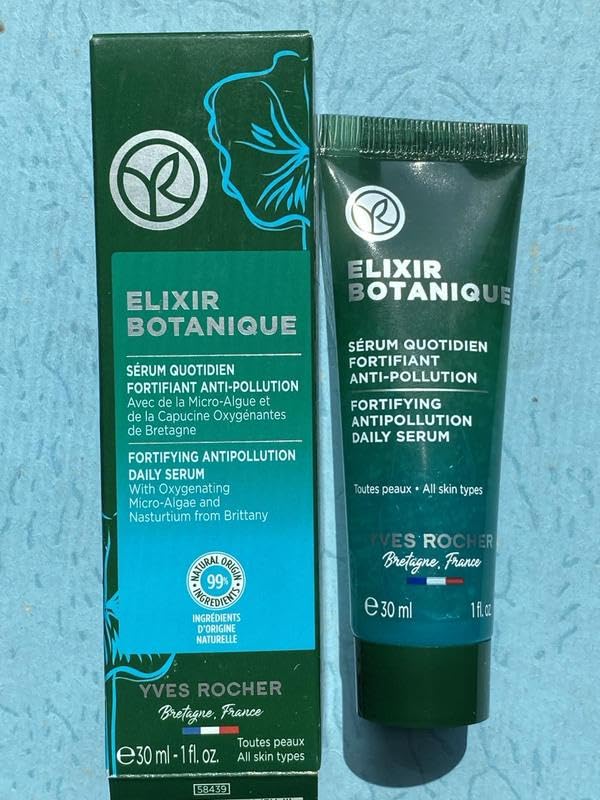 ELIXIR
BOTANIQUE
SÉRUM QUOTIDIEN
FORTIFIANT ANTI-POLLUTION
Avec de la Micro-Algue et
de la Capucine Oxygénantes
de Bretagne
FORTIFYING ANTIPOLLUTION
DAILY SERUM
With Oxygenating
Micro-Algae and
Nasturtium from Brittany
NATURAL ORIGIN
99%
INGREDIENTS
INGRÉDIENTS
D'ORIGINE
NATURELLE
YVES ROCHER
Bretagne, France
℮30 ml - 1 fl. oz.
Toutes peaux
All skin types
58439
ELIXIR
BOTANIQUE
SÉRUM QUOTIDIEN
FORTIFIANT
ANTI-POLLUTION
FORTIFYING
ANTIPOLLUTION
DAILY SERUM
Toutes peaux • All skin types
YVES ROCHER
Bretagne, France
℮30 ml 1 fl. oz